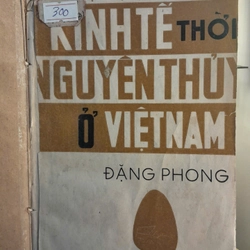 300
KINH TẾ THỜI
NGUYÊN THỦY
Ở VIỆT NAM
ĐẶNG PHONG